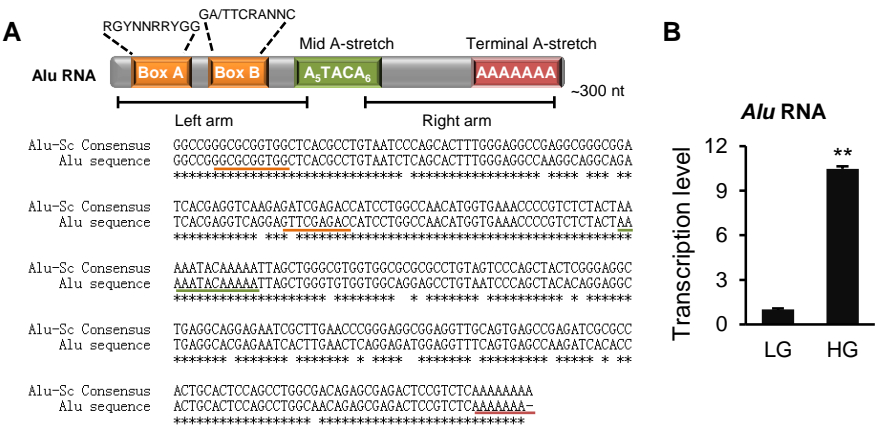 A
RGYNNRRYGG
GA/TTCRANNC
Mid A-stretch
Terminal A-stretch
Alu RNA
Box A
Box B
A5TACA6
AAAAAAA
~300 nt
Left arm
Right arm
Alu-Sc Consensus GGCCGGGCGCGGTGGCTCACGCCTGTAATCCCAGCACTTTGGGAGGCCGAGGCGGGCGGA
Alu sequence GGCCGGGCGCGGTGGCTCACGCCTGTAATCTCAGCACTTTGGGAGGCCAAGGCAGGCAGA
****************************** ***************** **** *** **
Alu-Sc Consensus TCACGAGGTCAAGAGATCGAGACCATCCTGGCCAACATGGTGAAACCCCGTCTCTACTAA
Alu sequence TCACGAGGTCAGGAGTTCGAGACCATCCTGGCCAACATGGTGAAACCCCGTCTCTACTAA
*********** *** ********************************************
Alu-Sc Consensus AAATACAAAAATTAGCTGGGCGTGGTGGCGCGCGCCTGTAGTCCCAGCTACTCGGGAGGC
Alu sequence AAATACAAAAATTAGCTGGGTGTGGTGGCAGGAGCCTGTAATCCCAGCTACACAGGAGGC
******************** ******** * ******* ********** * ******
Alu-Sc Consensus TGAGGCAGGAGAATCGCTTGAACCCGGGAGGCGGAGGTTGCAGTGAGCCGAGATCGCGCC
Alu sequence TGAGGCACGAGAATCACTTGAACTCAGGAGATGGAGGTTGCAGTGAGCCAAGATCACACC
******* ******* ******* * **** ***************** ***** * **
Alu-Sc Consensus ACTGCACTCCAGCCTGGCGACAGAGCGAGACTCCGTCTCAAAAAAAA
Alu sequence ACTGCACTCCAGCCTGGCAACAGAGCGAGACTCCGTCTCAAAAAAA-
****************** ***************************
B
Alu RNA
Transcription level
12
9
6
3
0
**
LG
HG